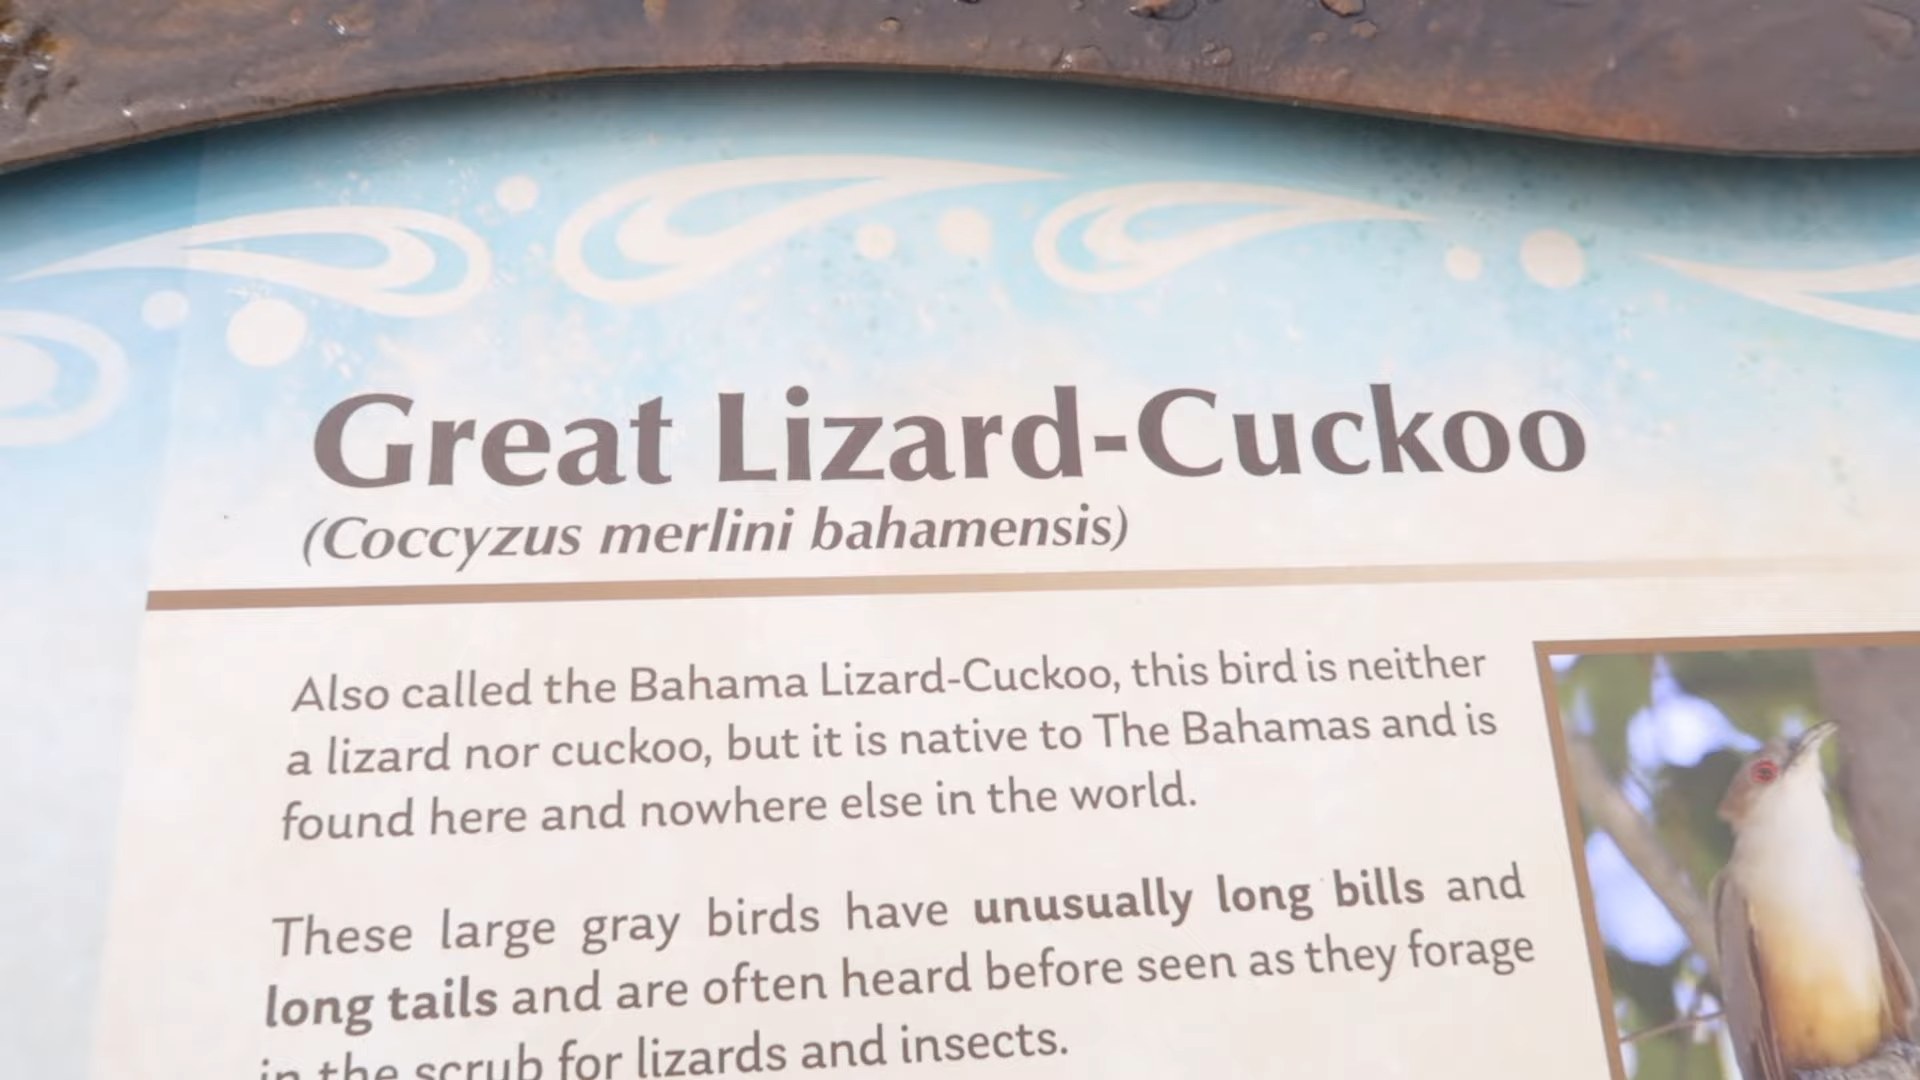 Great Lizard-Cuckoo
(Coccyzus merlini bahamensis)
Also called the Bahama Lizard-Cuckoo, this bird is neither
a lizard nor cuckoo, but it is native to The Bahamas and is
found here and nowhere else in the world.
These large gray birds have unusually long bills and
long tails and are often heard before seen as they forage
in the scrub for lizards and insects.